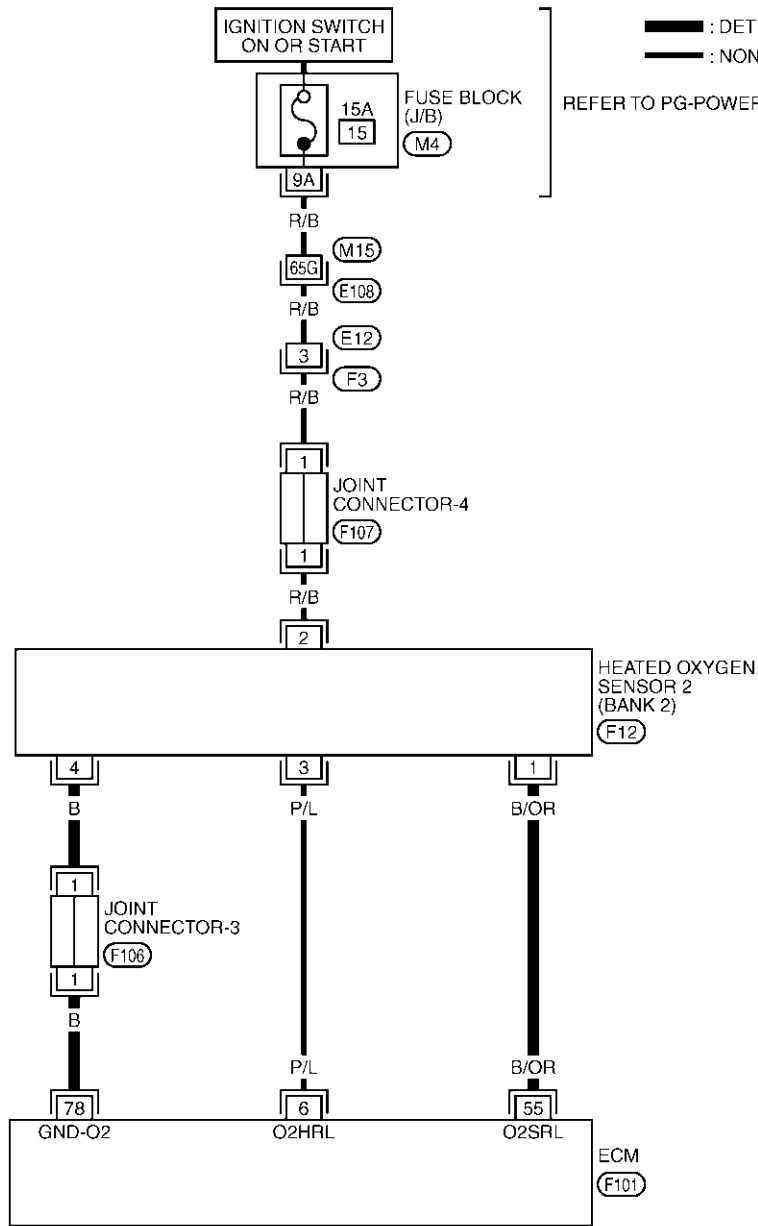 IGNITION SWITCH
ON OR START
: DET
: NON
15A
15
FUSE BLOCK
(J/B)
M4
REFER TO PG-POWER
9A
R/B
65G
M15
E108
R/B
3
E12
F3
R/B
1
JOINT
CONNECTOR-4
F107
1
R/B
2
HEATED OXYGEN
SENSOR 2
(BANK 2)
F12
4
3
1
B
P/L
B/OR
1
JOINT
CONNECTOR-3
F106
1
B
P/L
B/OR
78
6
55
GND-O2
O2HRL
O2SRL
ECM
F101